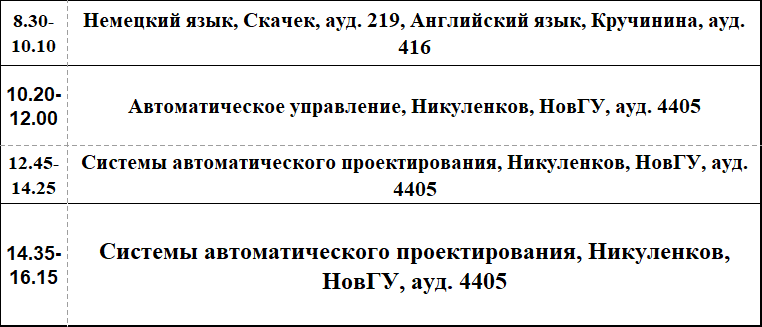 8.30-
10.10
Немецкий язык, Скачек, ауд. 219, Английский язык, Кручинина, ауд.
416
10.20-
12.00
Автоматическое управление, Никуленков, НовГУ, ауд. 4405
12.45-
14.25
Системы автоматического проектирования, Никуленков, НовГУ, ауд.
4405
14.35-
16.15
Системы автоматического проектирования, Никуленков,
НовГУ, ауд. 4405